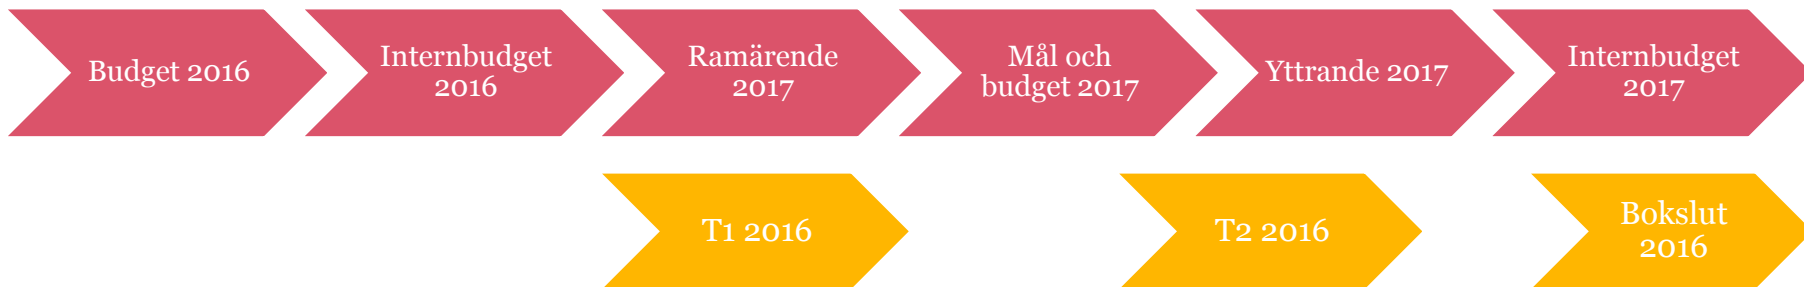 Budget 2016
Internbudget
2016
Ramärende
2017
Mål och
budget 2017
Yttrande 2017
Internbudget
2017
T1 2016
T2 2016
Bokslut
2016